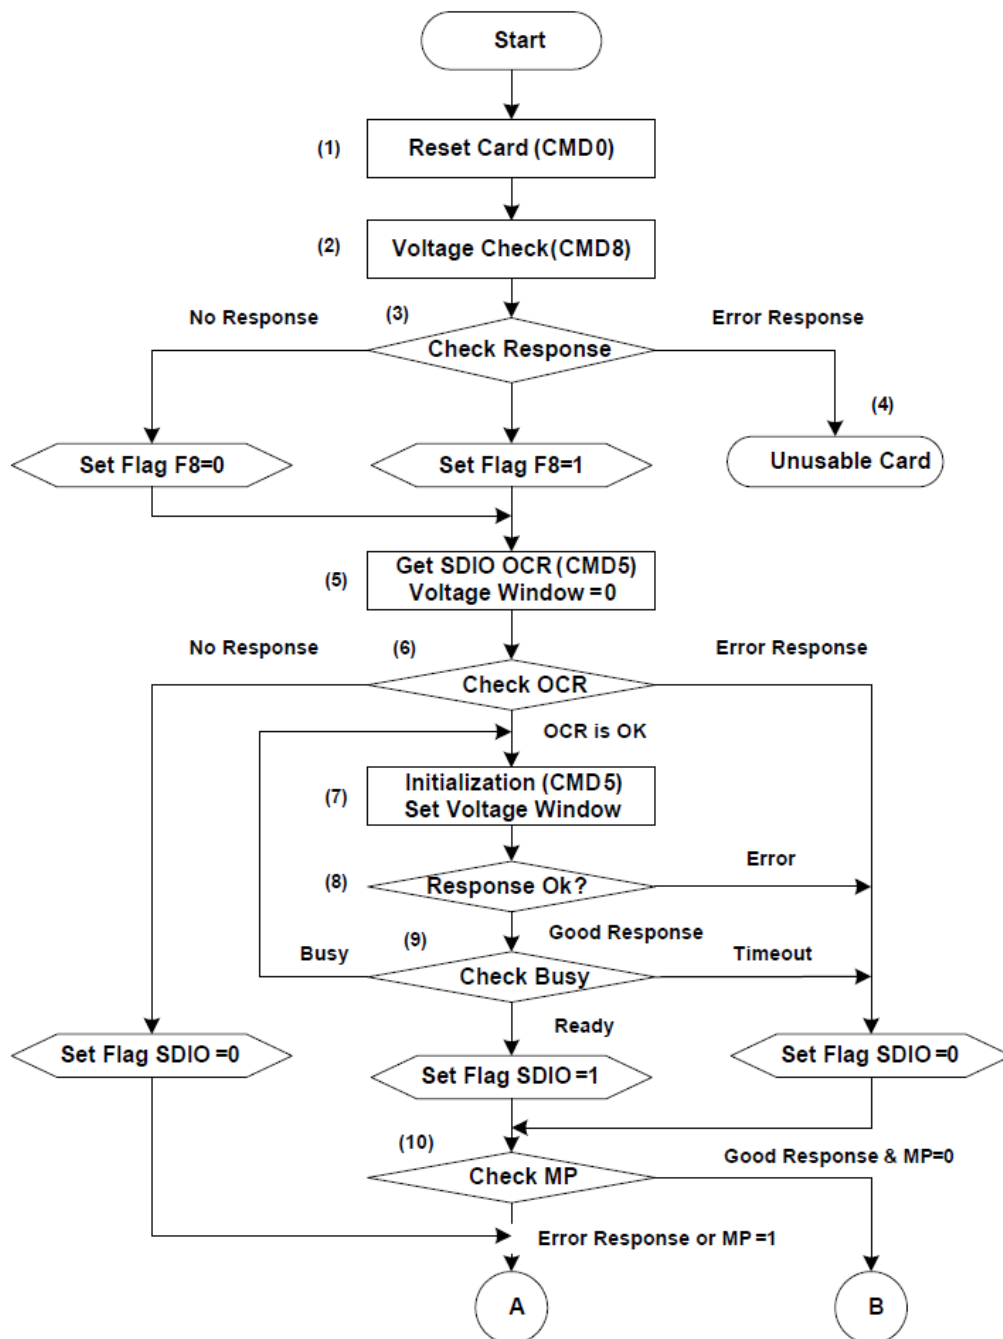 Start
(1)
Reset Card (CMD0)
(2)
Voltage Check (CMD8)
No Response
(3)
Error Response
Check Response
(4)
Set Flag F8=0
Set Flag F8=1
Unusable Card
(5)
Get SDIO OCR (CMD5)
Voltage Window =0
No Response
(6)
Error Response
Check OCR
OCR is OK
(7)
Initialization (CMD5)
Set Voltage Window
Error
(8)
Response Ok?
Good Response
(9)
Busy
Timeout
Check Busy
Ready
Set Flag SDIO =0
Set Flag SDIO =1
Set Flag SDIO =0
(10)
Good Response & MP=0
Check MP
Error Response or MP =1
A
B